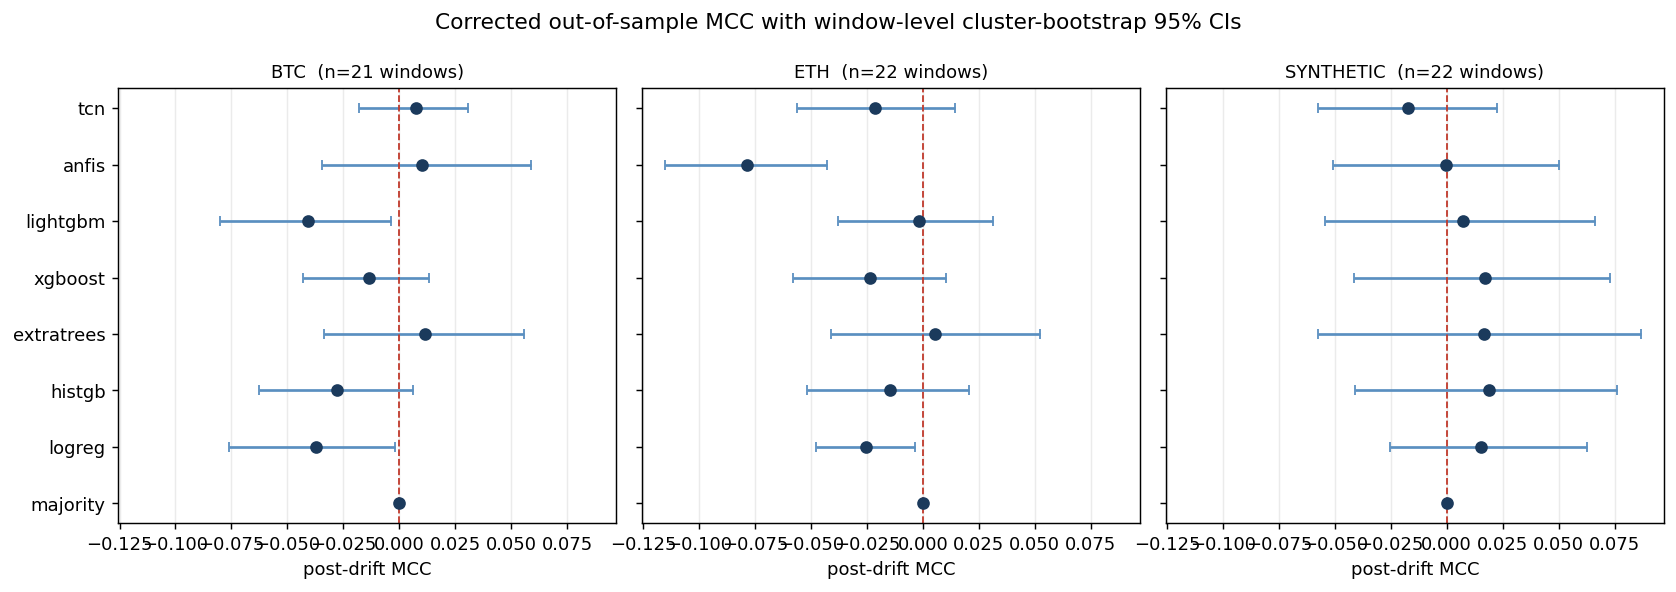 Corrected out-of-sample MCC with window-level cluster-bootstrap 95% CIs
BTC (n=21 windows)
ETH (n=22 windows)
SYNTHETIC (n=22 windows)
tcn
anfis
lightgbm
xgboost
extratrees
histgb
logreg
majority
−0.125 −0.100 −0.075 −0.050 −0.025 0.000 0.025 0.050 0.075
−0.125 −0.100 −0.075 −0.050 −0.025 0.000 0.025 0.050 0.075
−0.125 −0.100 −0.075 −0.050 −0.025 0.000 0.025 0.050 0.075
post-drift MCC
post-drift MCC
post-drift MCC